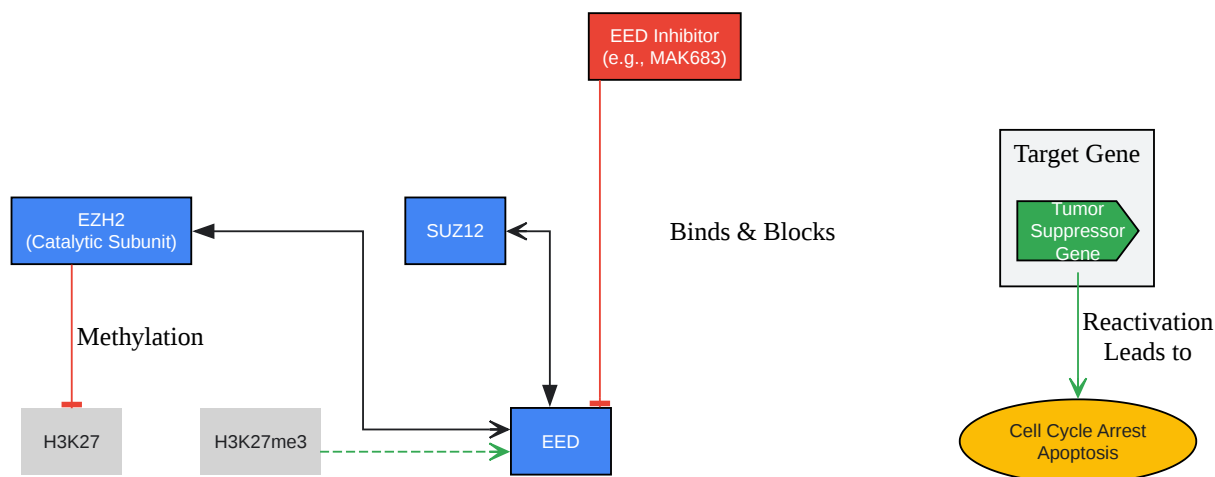 EED Inhibitor
(e.g., MAK683)
Target Gene
Tumor
Suppressor
Gene
EZH2
(Catalytic Subunit)
SUZ12
Binds & Blocks
Methylation
Reactivation
Leads to
H3K27
H3K27me3
EED
Cell Cycle Arrest
Apoptosis